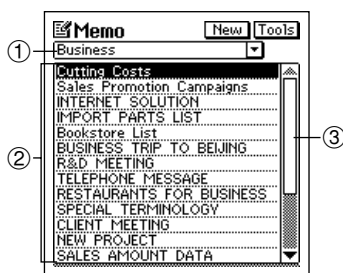 Memo New Tools
① Business
② Cutting Costs
Sales Promotion Campaigns
INTERNET SOLUTION
IMPORT PARTS LIST
Bookstore List
BUSINESS TRIP TO BEIJING
R&D MEETING
TELEPHONE MESSAGE
RESTAURANTS FOR BUSINESS
SPECIAL TERMINOLOGY
CLIENT MEETING
NEW PROJECT
SALES AMOUNT DATA
③